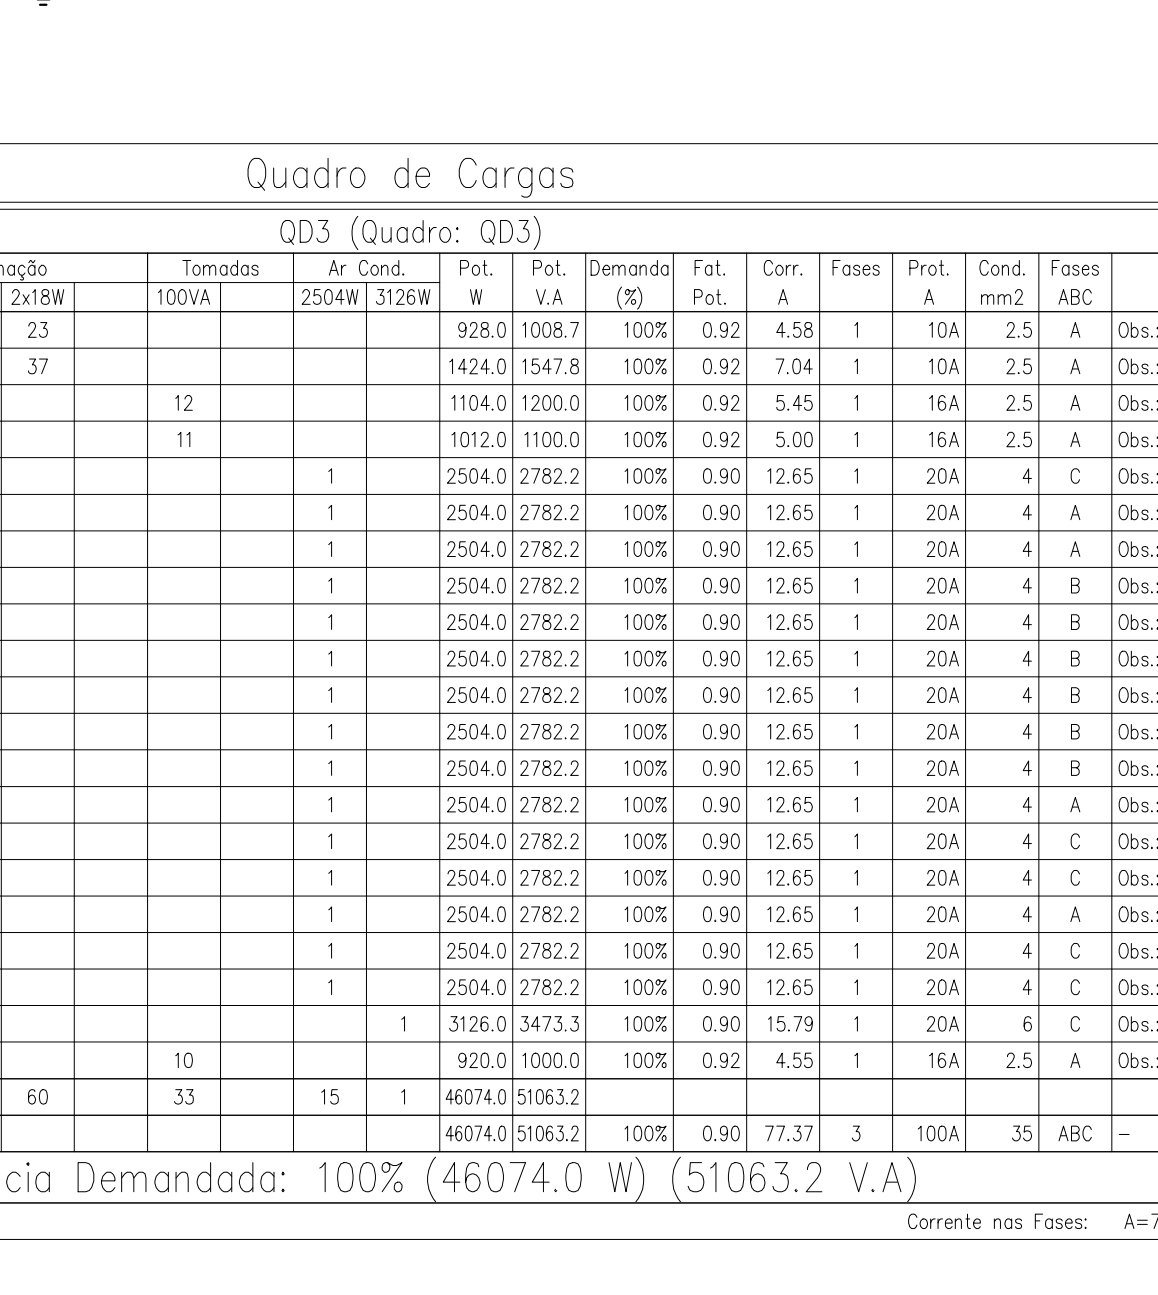 Quadro de Cargas
QD3 (Quadro: QD3)
nação Tomadas Ar Cond. Pot. Pot. Demanda Fat. Corr. Fases Prot. Cond. Fases
2x18W 100VA 2504W 3126W W V.A (%) Pot. A A mm2 ABC
23 928.0 1008.7 100% 0.92 4.58 1 10A 2.5 A Obs.:
37 1424.0 1547.8 100% 0.92 7.04 1 10A 2.5 A Obs.:
12 1104.0 1200.0 100% 0.92 5.45 1 16A 2.5 A Obs.:
11 1012.0 1100.0 100% 0.92 5.00 1 16A 2.5 A Obs.:
1 2504.0 2782.2 100% 0.90 12.65 1 20A 4 C Obs.:
1 2504.0 2782.2 100% 0.90 12.65 1 20A 4 A Obs.:
1 2504.0 2782.2 100% 0.90 12.65 1 20A 4 A Obs.:
1 2504.0 2782.2 100% 0.90 12.65 1 20A 4 B Obs.:
1 2504.0 2782.2 100% 0.90 12.65 1 20A 4 B Obs.:
1 2504.0 2782.2 100% 0.90 12.65 1 20A 4 B Obs.:
1 2504.0 2782.2 100% 0.90 12.65 1 20A 4 B Obs.:
1 2504.0 2782.2 100% 0.90 12.65 1 20A 4 B Obs.:
1 2504.0 2782.2 100% 0.90 12.65 1 20A 4 B Obs.:
1 2504.0 2782.2 100% 0.90 12.65 1 20A 4 A Obs.:
1 2504.0 2782.2 100% 0.90 12.65 1 20A 4 C Obs.:
1 2504.0 2782.2 100% 0.90 12.65 1 20A 4 C Obs.:
1 2504.0 2782.2 100% 0.90 12.65 1 20A 4 A Obs.:
1 2504.0 2782.2 100% 0.90 12.65 1 20A 4 C Obs.:
1 2504.0 2782.2 100% 0.90 12.65 1 20A 4 C Obs.:
1 3126.0 3473.3 100% 0.90 15.79 1 20A 6 C Obs.:
10 920.0 1000.0 100% 0.92 4.55 1 16A 2.5 A Obs.:
60 33 15 1 46074.0 51063.2
46074.0 51063.2 100% 0.90 77.37 3 100A 35 ABC –
cia Demandada: 100% (46074.0 W) (51063.2 V.A)
Corrente nas Fases: A=7